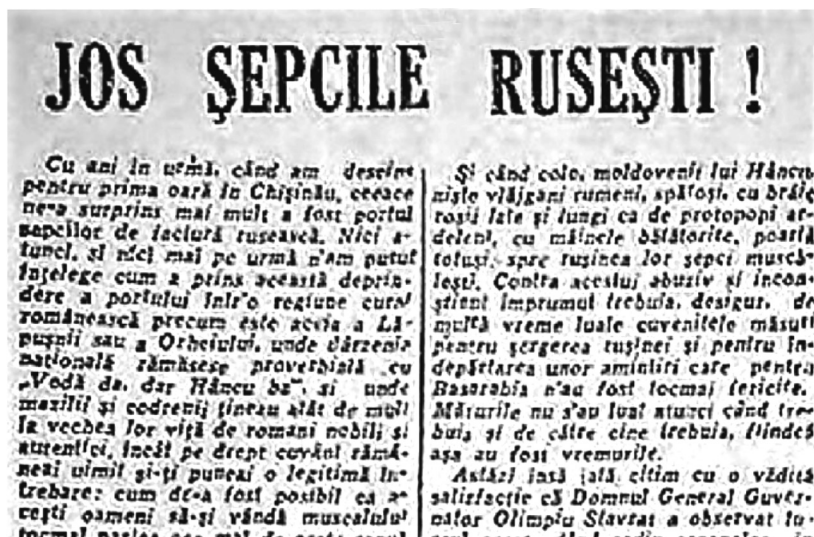 JOS ŞEPCILE RUSEŞTI !
Cu ani în urmă, când am descins
pentru prima oară în Chişinău, ceeace
ne-a surprins mai mult a fost portul
şepcilor de factură rusească. Nici a-
tunci, şi nici mai pe urmă n'am putut
înţelege cum a prins această deprin-
dere a portului într'o regiune curat
românească precum este aceia a Lă-
puşnii sau a Orheiului, unde dârzenia
naţională rămăsese proverbială cu
„Vodă da, dar Hâncu ba”, şi unde
mazilii şi codrenii ţineau atât de mult
la vechea lor viţă de români nobili şi
autentici, încât pe drept cuvânt rămâ-
neai uimit şi-ţi puneai o legitimă în-
trebare: cum de-a fost posibil ca a-
ceşti oameni să-şi vândă muscalului
Şi când colo, moldovenii lui Hâncu,
nişte vlăjgani rumeni, spătoşi, cu brâie
roşii late şi lungi ca de protopopi ar-
deleni, cu mâinele bătătorite, poartă
totuşi, spre ruşinea lor şepci muscă-
leşti. Contra acestui abuziv şi incon-
ştient împrumut trebuia, desigur, de
multă vreme luate cuvenitele măsuri
pentru ştergerea ruşinei şi pentru în-
depărtarea unor amintiri care pentru
Basarabia n'au fost tocmai fericite.
Măsurile nu s'au luat atunci când tre-
buia şi de către cine trebuia, fiindcă
aşa au fost vremurile.
Astăzi însă iată, citim cu o vădită
satisfacţie că Domnul General Guver-
nator Olimpiu Stavrat a observat lu-